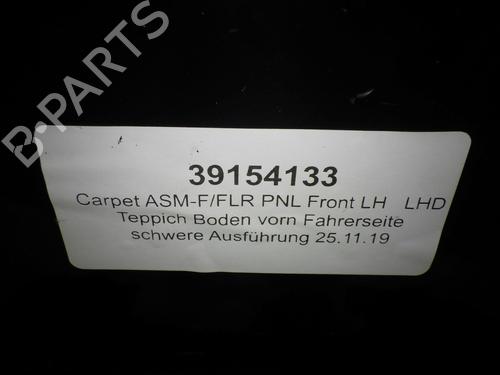 B-PARTS
39154133
Carpet ASM-F/FLR PNL Front LH LHD
Teppich Boden vorn Fahrerseite
schwere Ausführung 25.11.19